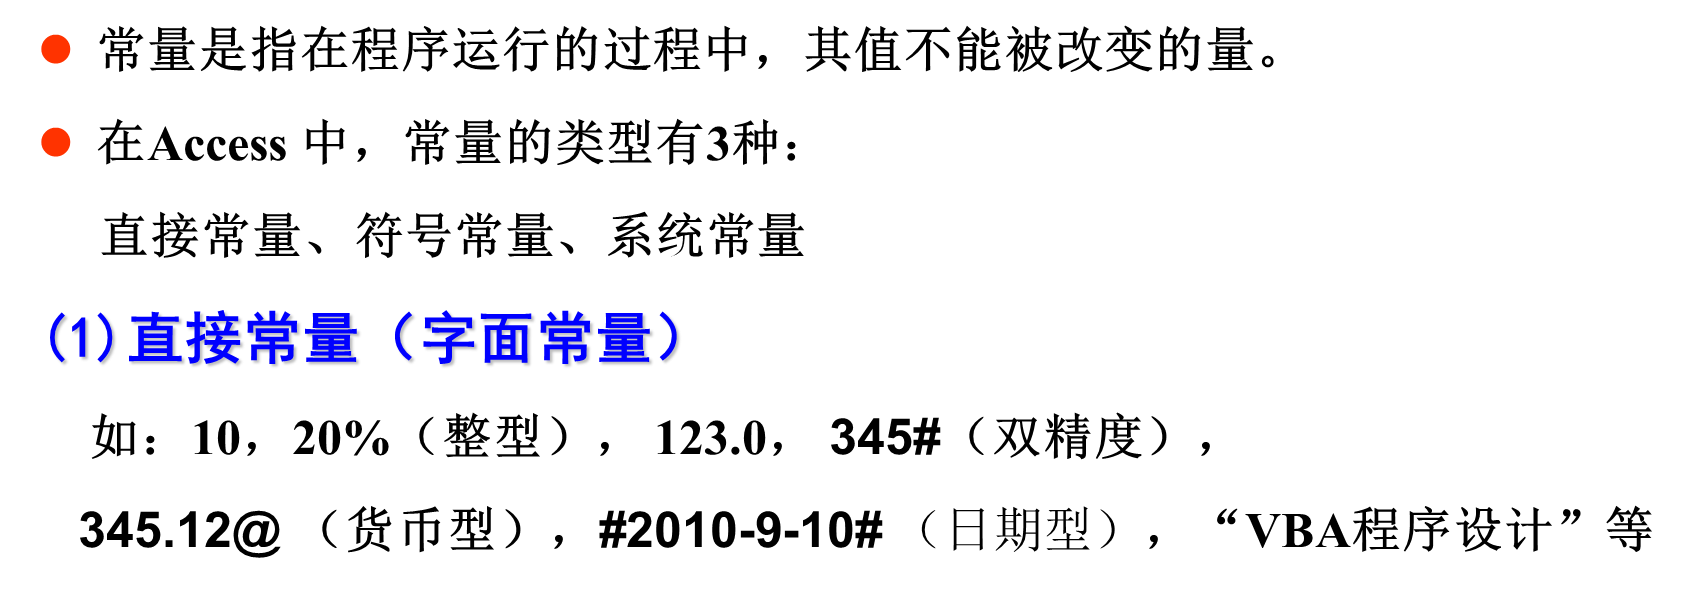 ● 常量是指在程序运行的过程中，其值不能被改变的量。
● 在Access 中，常量的类型有3种：
直接常量、符号常量、系统常量
(1)直接常量（字面常量）
如：10，20%（整型）， 123.0， 345#（双精度），
345.12@ （货币型），#2010-9-10# （日期型），“VBA程序设计”等